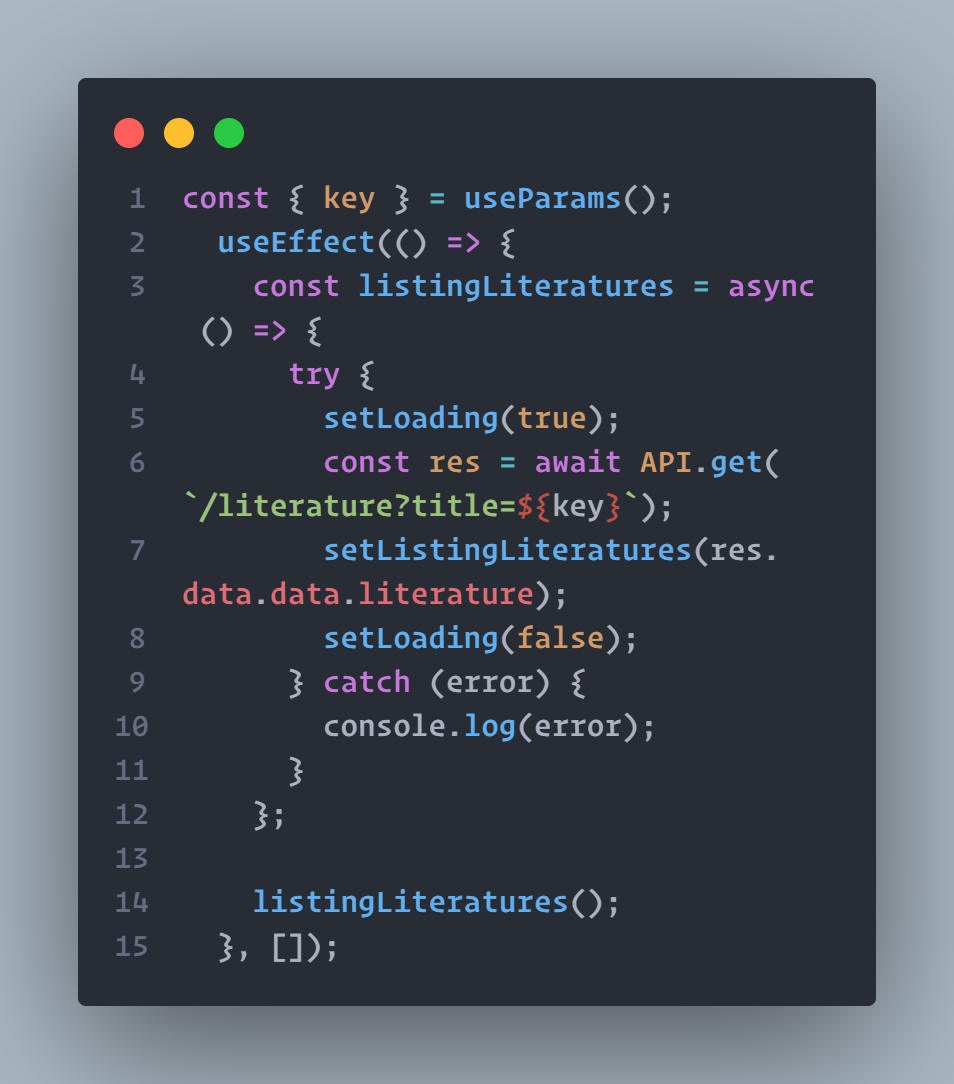 1 const { key } = useParams();
2   useEffect(() => {
3     const listingLiteratures = async
 () => {
4       try {
5         setLoading(true);
6         const res = await API.get(
`/literature?title=${key}`);
7         setListingLiteratures(res.
data.data.literature);
8         setLoading(false);
9       } catch (error) {
10         console.log(error);
11       }
12     };
13
14     listingLiteratures();
15   }, []);